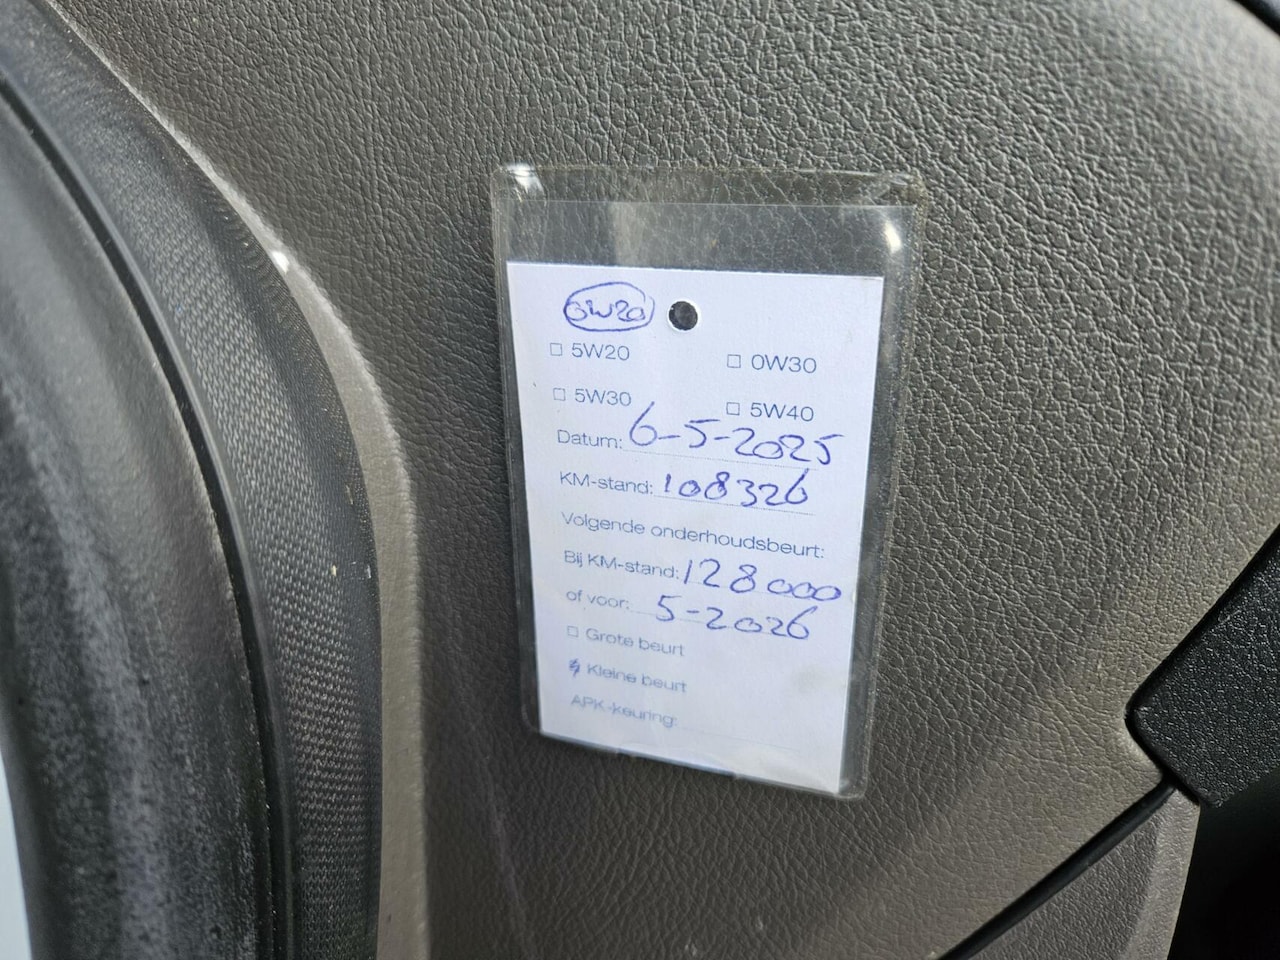 0W20
☐ 5W20 ☐ 0W30
☐ 5W30 ☐ 5W40
Datum: 6-5-2025
KM-stand: 108326
Volgende onderhoudsbeurt:
Bij KM-stand: 128000
of voor: 5-2026
☐ Grote beurt
Kleine beurt
APK-keuring: